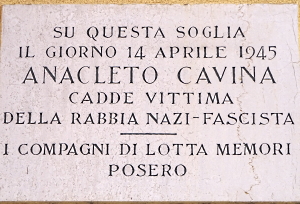 SU QUESTA SOGLIA
IL GIORNO 14 APRILE 1945
ANACLETO CAVINA
CADDE VITTIMA
DELLA RABBIA NAZI-FASCISTA
I COMPAGNI DI LOTTA MEMORI
POSERO